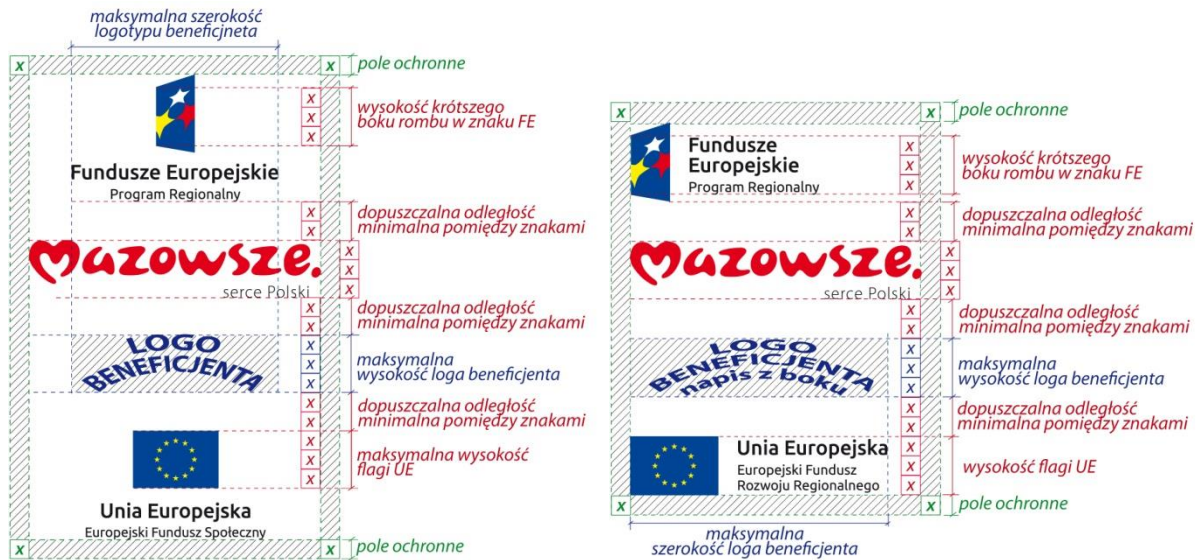 maksymalna szerokość
logotypu beneficjneta
x
x
pole ochronne
x
x
x
wysokość krótszego
boku rombu w znaku FE
Fundusze Europejskie
Program Regionalny
x
x
dopuszczalna odległość
minimalna pomiędzy znakami
mazowsze.
serce Polski
x
x
x
x
x
dopuszczalna odległość
minimalna pomiędzy znakami
LOGO
BENEFICJENTA
x
x
x
maksymalna
wysokość loga beneficjenta
x
x
dopuszczalna odległość
minimalna pomiędzy znakami
x
x
x
maksymalna wysokość
flagi UE
Unia Europejska
Europejski Fundusz Społeczny
x
x
pole ochronne
x
x
pole ochronne
Fundusze
Europejskie
Program Regionalny
x
x
x
wysokość krótszego
boku rombu w znaku FE
x
x
dopuszczalna odległość
minimalna pomiędzy znakami
mazowsze.
serce Polski
x
x
x
x
x
dopuszczalna odległość
minimalna pomiędzy znakami
LOGO
BENEFICJENTA
napis z boku
x
x
x
maksymalna
wysokość loga beneficjenta
x
x
dopuszczalna odległość
minimalna pomiędzy znakami
Unia Europejska
Europejski Fundusz
Rozwoju Regionalnego
x
x
x
wysokość flagi UE
x
x
pole ochronne
maksymalna
szerokość loga beneficjenta